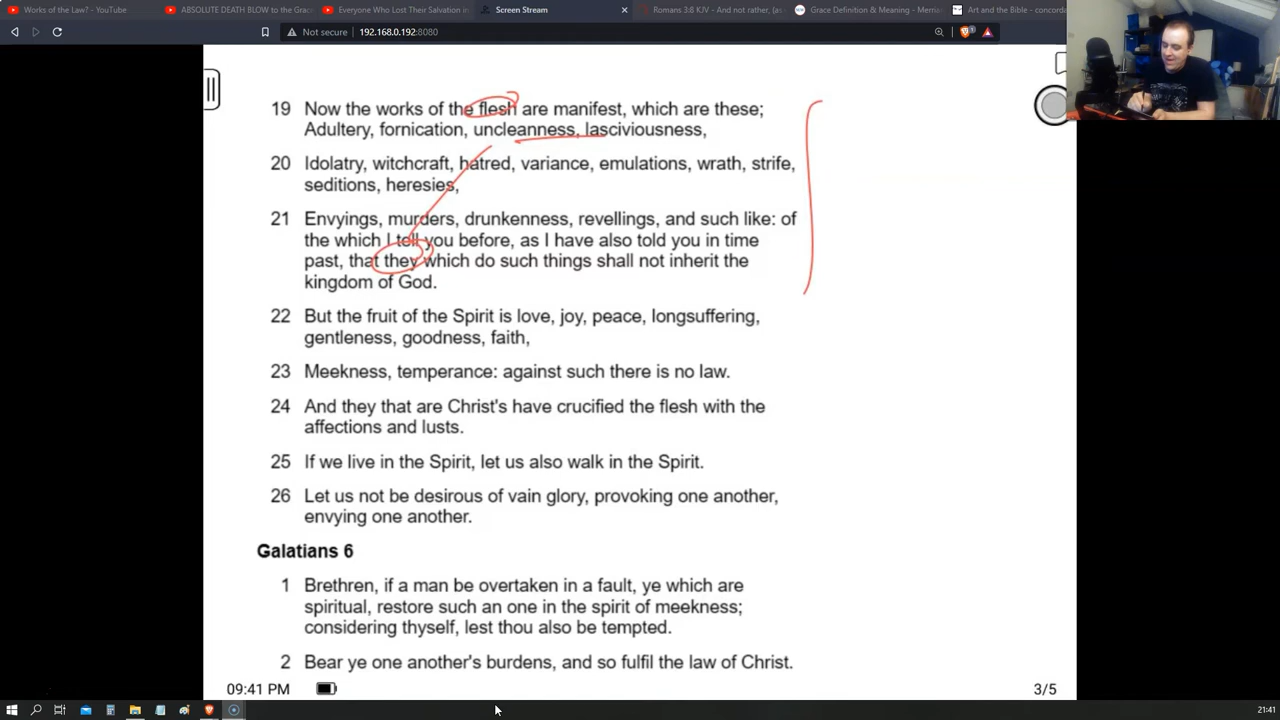 Works of the Law? - YouTube
ABSOLUTE DEATH BLOW to the Grac
Everyone Who Lost Their Salvation in
Screen Stream
Romans 3:8 KJV - And not rather, (as
Grace Definition & Meaning - Merria
Art and the Bible - concorda
Not secure
192.168.0.192:8080
19 Now the works of the flesh are manifest, which are these;
Adultery, fornication, uncleanness, lasciviousness,
20 Idolatry, witchcraft, hatred, variance, emulations, wrath, strife,
seditions, heresies,
21 Envyings, murders, drunkenness, revellings, and such like: of
the which I tell you before, as I have also told you in time
past, that they which do such things shall not inherit the
kingdom of God.
22 But the fruit of the Spirit is love, joy, peace, longsuffering,
gentleness, goodness, faith,
23 Meekness, temperance: against such there is no law.
24 And they that are Christ's have crucified the flesh with the
affections and lusts.
25 If we live in the Spirit, let us also walk in the Spirit.
26 Let us not be desirous of vain glory, provoking one another,
envying one another.
Galatians 6
1 Brethren, if a man be overtaken in a fault, ye which are
spiritual, restore such an one in the spirit of meekness;
considering thyself, lest thou also be tempted.
2 Bear ye one another's burdens, and so fulfil the law of Christ.
09:41 PM
3/5
21:41